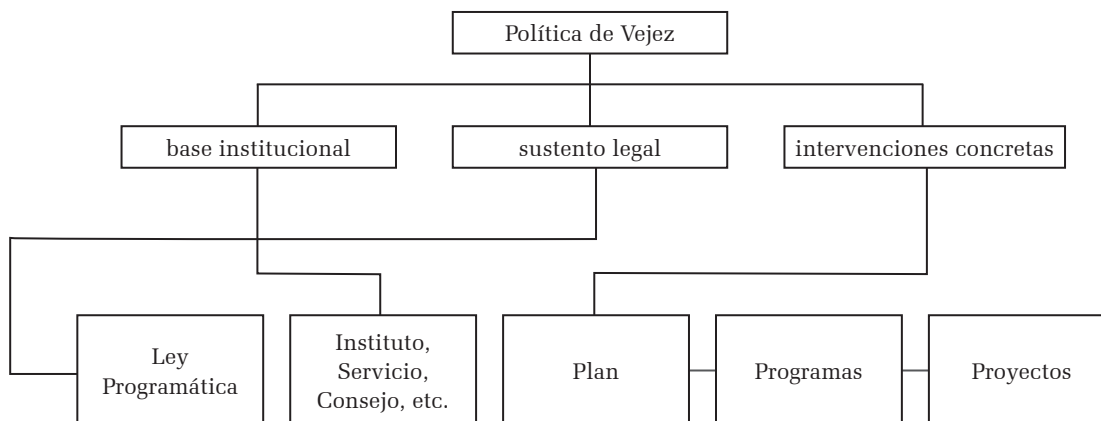 Política de Vejez
base institucional
sustento legal
intervenciones concretas
Ley
Programática
Instituto,
Servicio,
Consejo, etc.
Plan
Programas
Proyectos